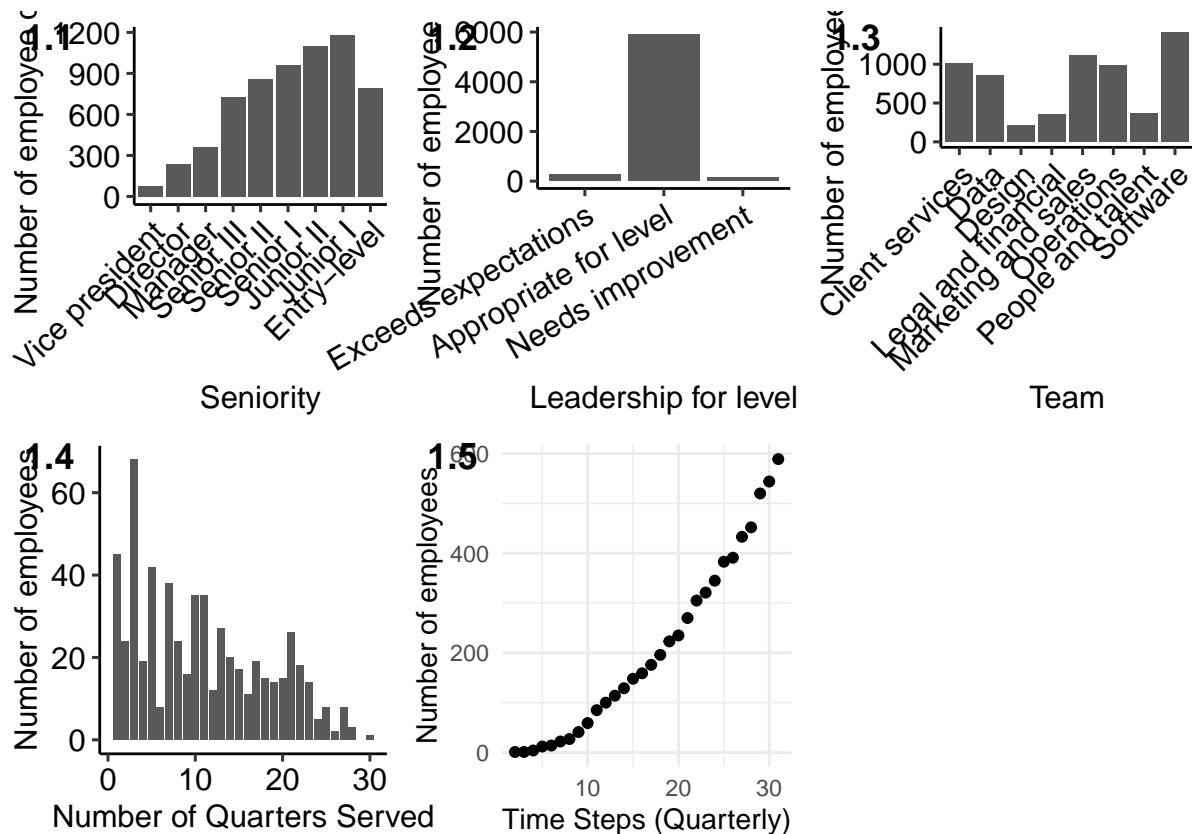 1.1
Number of employee
1200
900
600
300
0
Vice president
Director
Manager
Senior III
Senior II
Senior I
Junior II
Junior I
Entry−level
Seniority
1.2
Number of employee
6000
4000
2000
0
Exceeds expectations
Appropriate for level
Needs improvement
Leadership for level
1.3
Number of employee
1000
500
0
Client services
Data
Design
Legal and financial
Marketing and sales
Operations
People and talent
Software
Team
1.4
Number of employees
60
40
20
0
0 10 20 30
Number of Quarters Served
1.5
Number of employees
600
400
200
0
10 20 30
Time Steps (Quarterly)